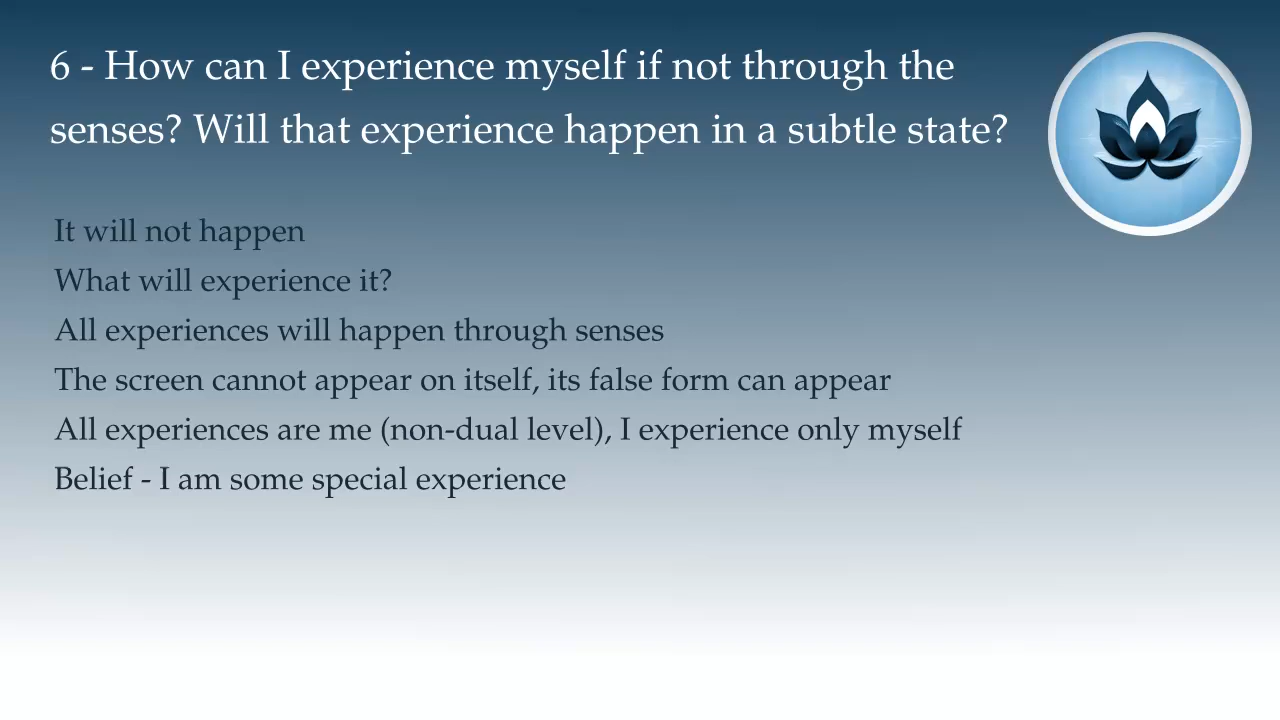 6 - How can I experience myself if not through the
senses? Will that experience happen in a subtle state?
It will not happen
What will experience it?
All experiences will happen through senses
The screen cannot appear on itself, its false form can appear
All experiences are me (non-dual level), I experience only myself
Belief - I am some special experience